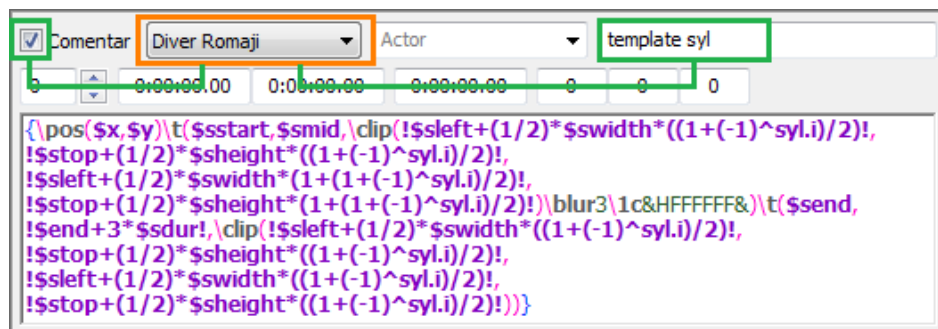 Comentar Diver Romaji Actor template syl
0 0:00:00.00 0:00:00.00 0:00:00.00 0 0 0
{\pos($x,$y)\t($sstart,$smid,\clip(!$sleft+(1/2)*$swidth*((1+(-1)^syl.i)/2)!,
!$stop+(1/2)*$sheight*((1+(-1)^syl.i)/2)!,
!$sleft+(1/2)*$swidth*(1+(1+(-1)^syl.i)/2)!,
!$stop+(1/2)*$sheight*(1+(1+(-1)^syl.i)/2)!)\blur3\1c&HFFFFFF&)\t($send,
!$end+3*$sdur!,\clip(!$sleft+(1/2)*$swidth*((1+(-1)^syl.i)/2)!,
!$stop+(1/2)*$sheight*((1+(-1)^syl.i)/2)!,
!$sleft+(1/2)*$swidth*((1+(-1)^syl.i)/2)!,
!$stop+(1/2)*$sheight*((1+(-1)^syl.i)/2)!))}